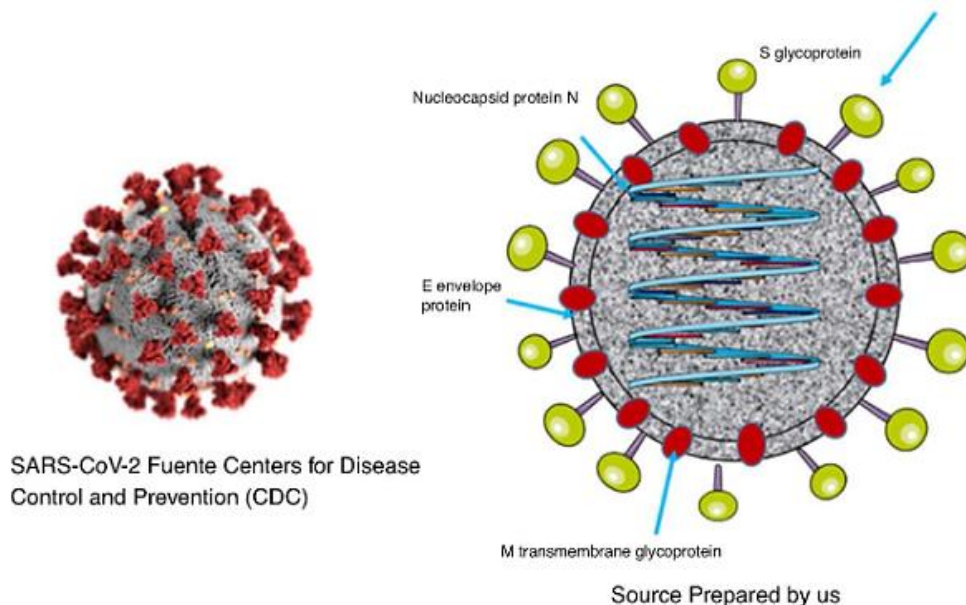 S glycoprotein
Nucleocapsid protein N
E envelope
protein
SARS-CoV-2 Fuente Centers for Disease
Control and Prevention (CDC)
M transmembrane glycoprotein
Source Prepared by us